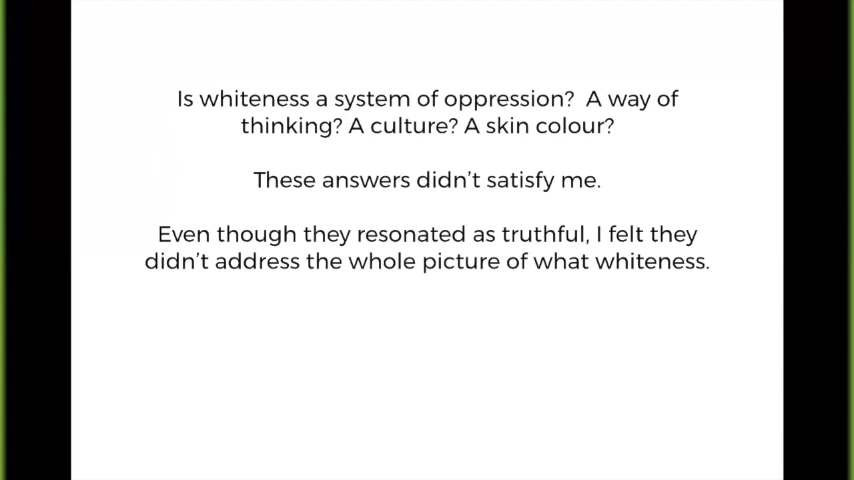 Is whiteness a system of oppression? A way of
thinking? A culture? A skin colour?
These answers didn't satisfy me.
Even though they resonated as truthful, I felt they
didn't address the whole picture of what whiteness.